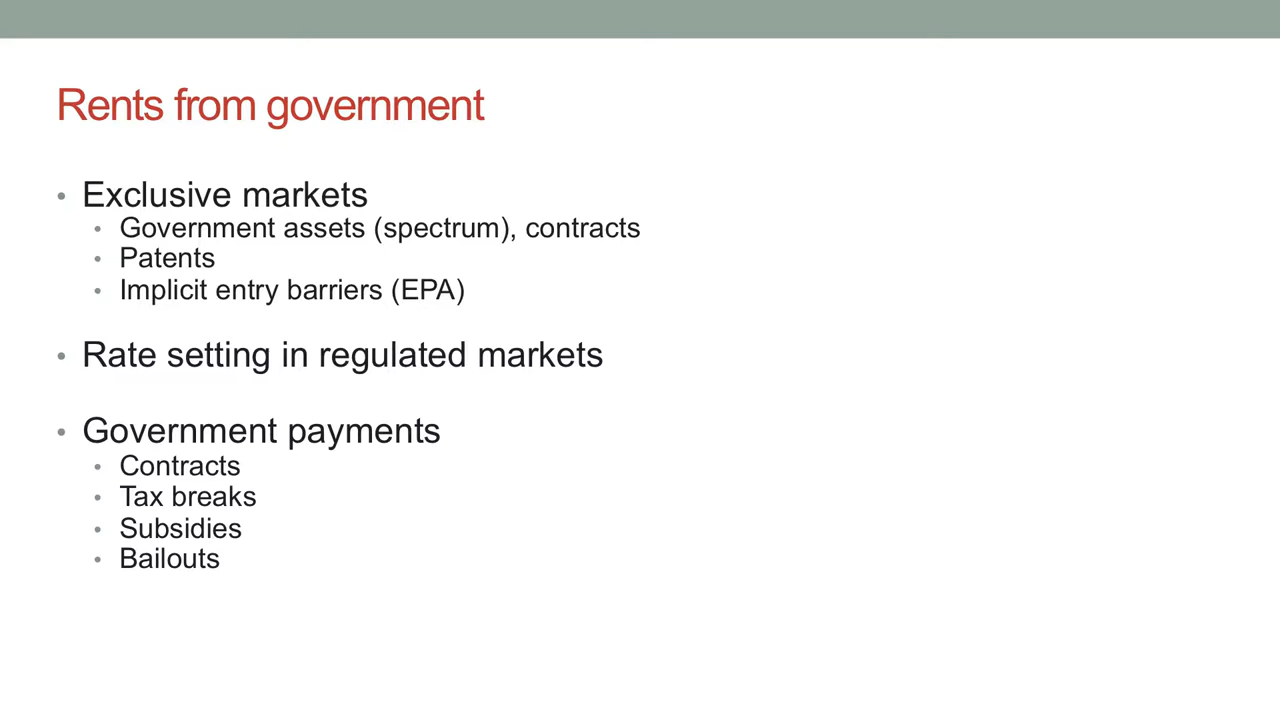 Rents from government
• Exclusive markets
• Government assets (spectrum), contracts
• Patents
• Implicit entry barriers (EPA)
• Rate setting in regulated markets
• Government payments
• Contracts
• Tax breaks
• Subsidies
• Bailouts